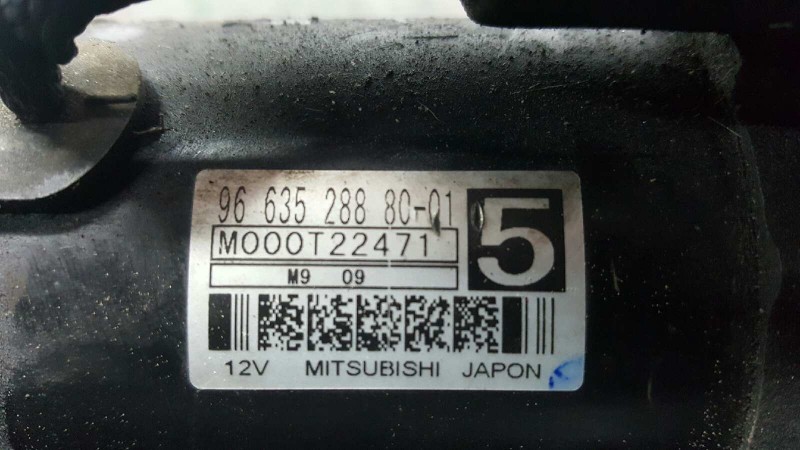 96 635 288 80-01
5
M000T22471
M9 09
12V MITSUBISHI JAPON